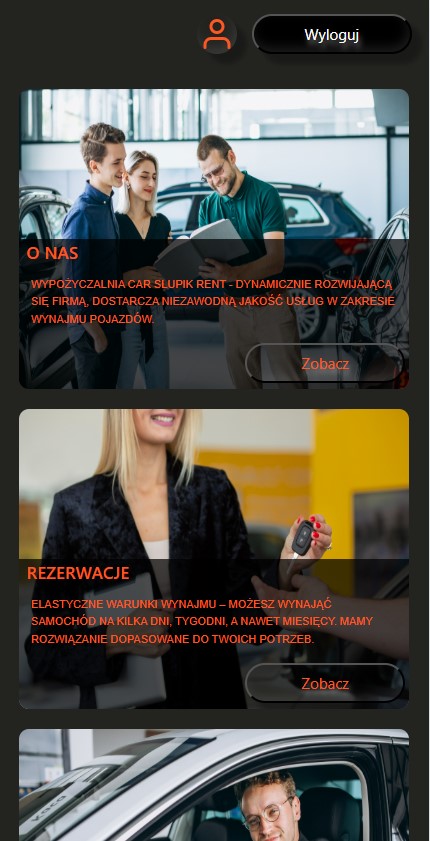 Wyloguj
O NAS
WYPOŻYCZALNIA CAR SLUPIK RENT - DYNAMICZNIE ROZWIJAJĄCA
SIĘ FIRMĄ, DOSTARCZA NIEZAWODNĄ JAKOŚĆ USŁUG W ZAKRESIE
WYNAJMU POJAZDÓW.
Zobacz
REZERWACJE
ELASTYCZNE WARUNKI WYNAJMU – MOŻESZ WYNAJĄĆ
SAMOCHÓD NA KILKA DNI, TYGODNI, A NAWET MIESIĘCY. MAMY
ROZWIĄZANIE DOPASOWANE DO TWOICH POTRZEB.
Zobacz